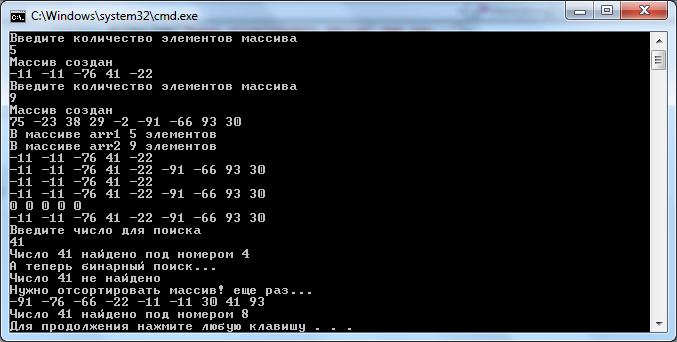 C:\Windows\system32\cmd.exe
Введите количество элементов массива
5
Массив создан
-11 -11 -76 41 -22
Введите количество элементов массива
9
Массив создан
75 -23 38 29 -2 -91 -66 93 30
В массиве arr1 5 элементов
В массиве arr2 9 элементов
-11 -11 -76 41 -22
-11 -11 -76 41 -22 -91 -66 93 30
-11 -11 -76 41 -22
-11 -11 -76 41 -22 -91 -66 93 30
0 0 0 0 0
-11 -11 -76 41 -22 -91 -66 93 30
Введите число для поиска
41
Число 41 найдено под номером 4
А теперь бинарный поиск...
Число 41 не найдено
Нужно отсортировать массив! еще раз...
-91 -76 -66 -22 -11 -11 30 41 93
Число 41 найдено под номером 8
Для продолжения нажмите любую клавишу . . .